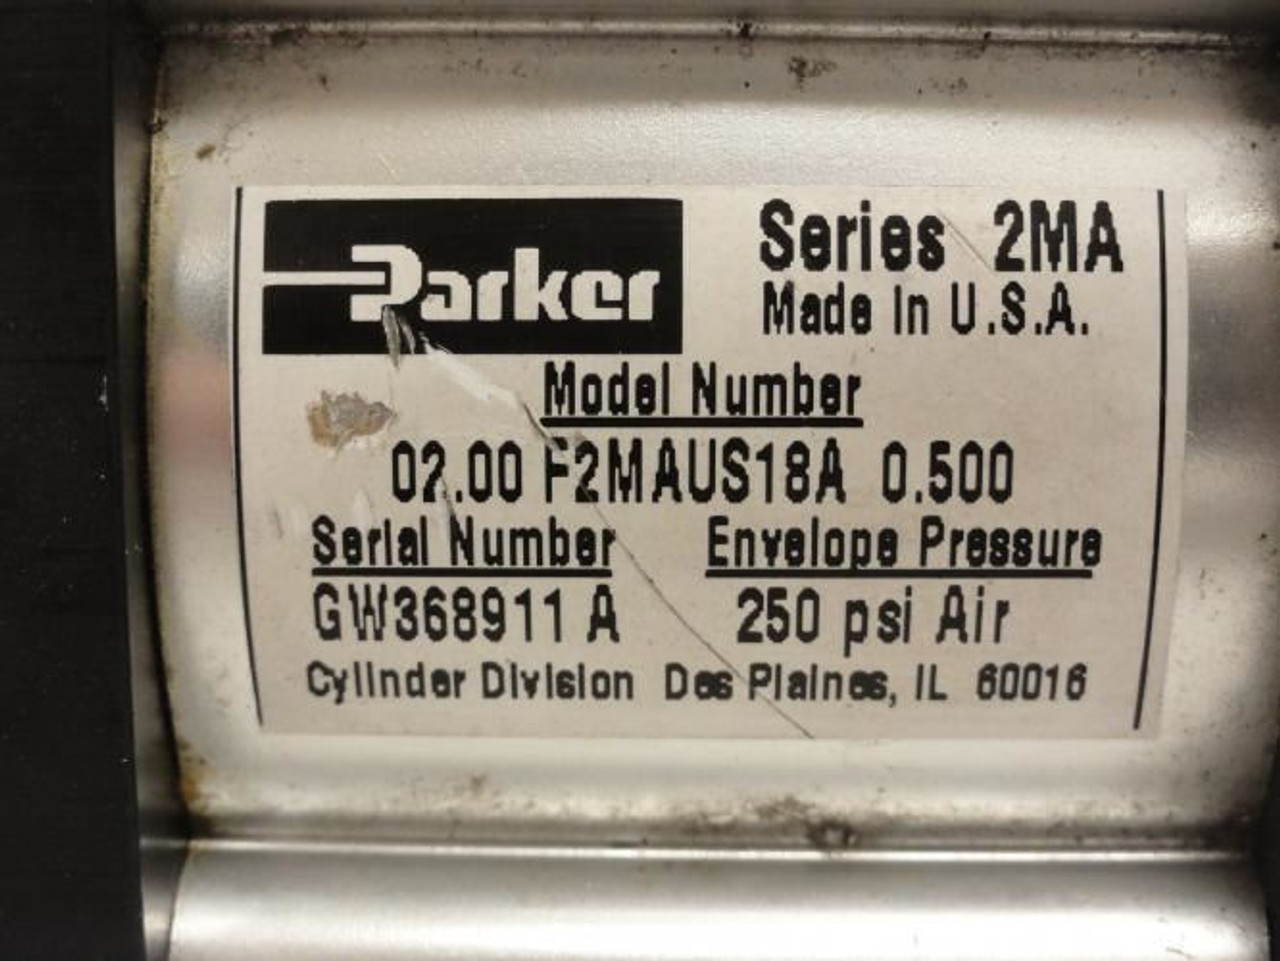 Parker
Series 2MA
Made In U.S.A.
Model Number
02.00 F2MAUS18A 0.500
Serial Number Envelope Pressure
GW368911 A 250 psi Air
Cylinder Division Des Plaines, IL 60016